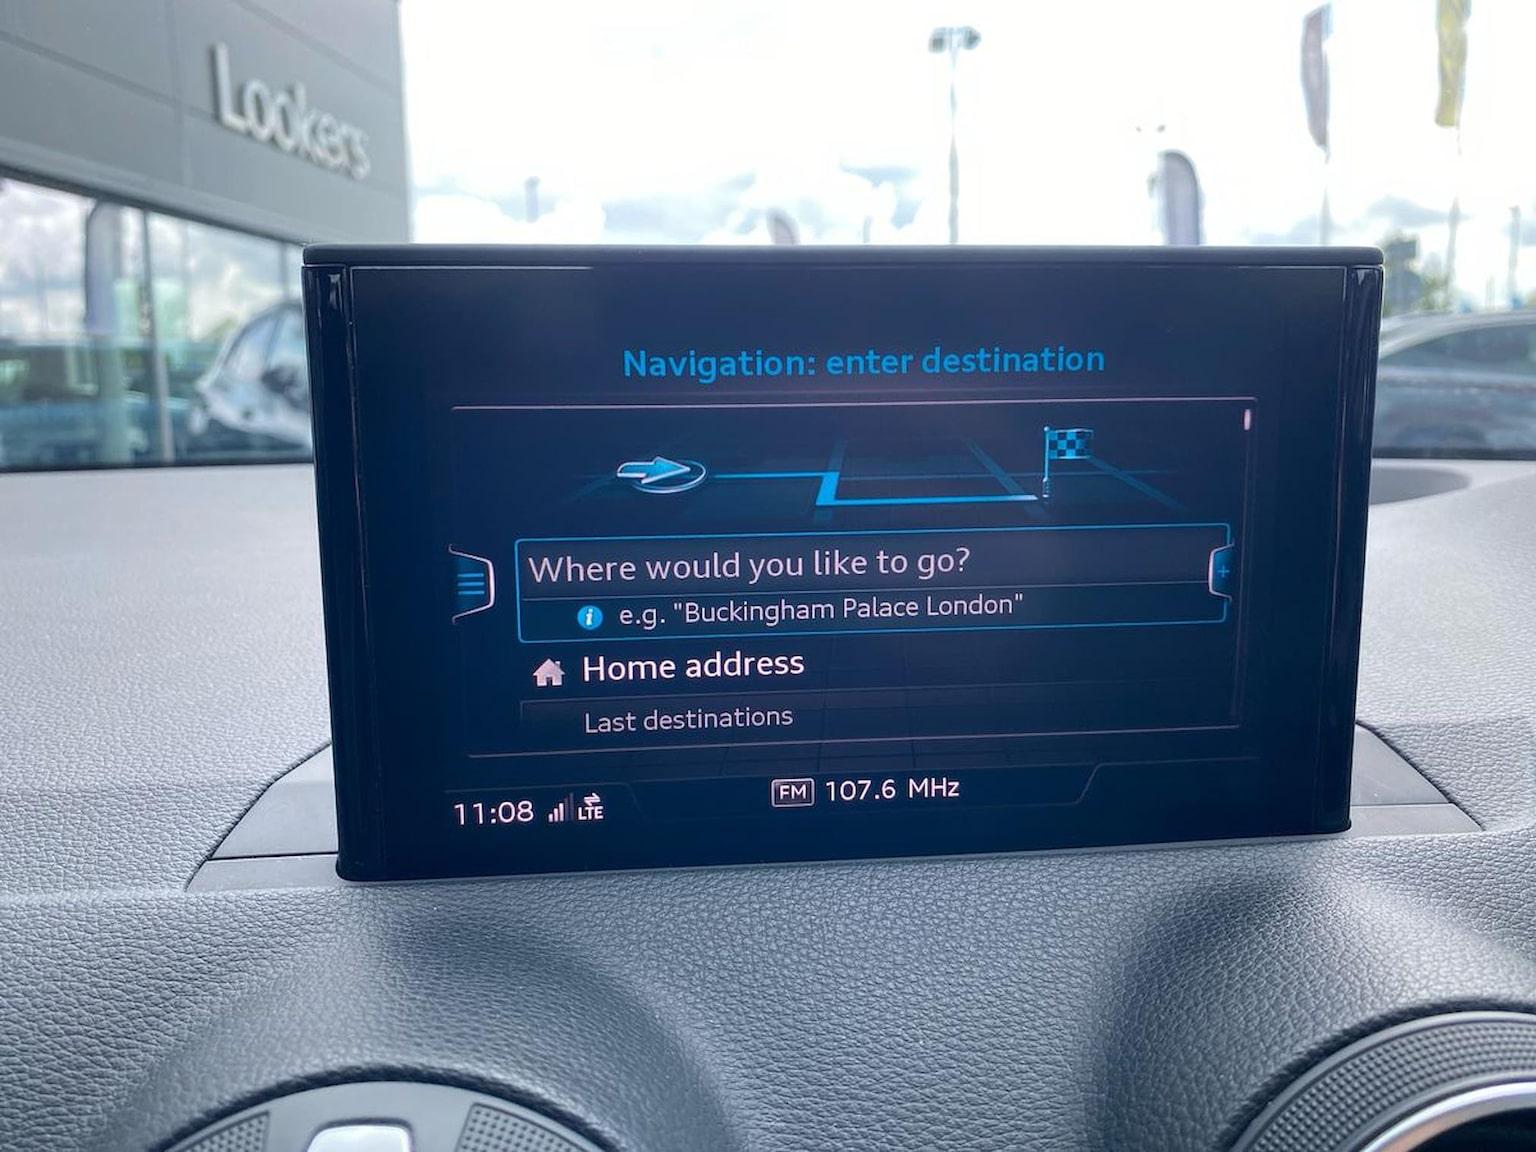 Lookers
Navigation: enter destination
Where would you like to go?
i e.g. "Buckingham Palace London"
Home address
Last destinations
11:08 LTE
FM 107.6 MHz